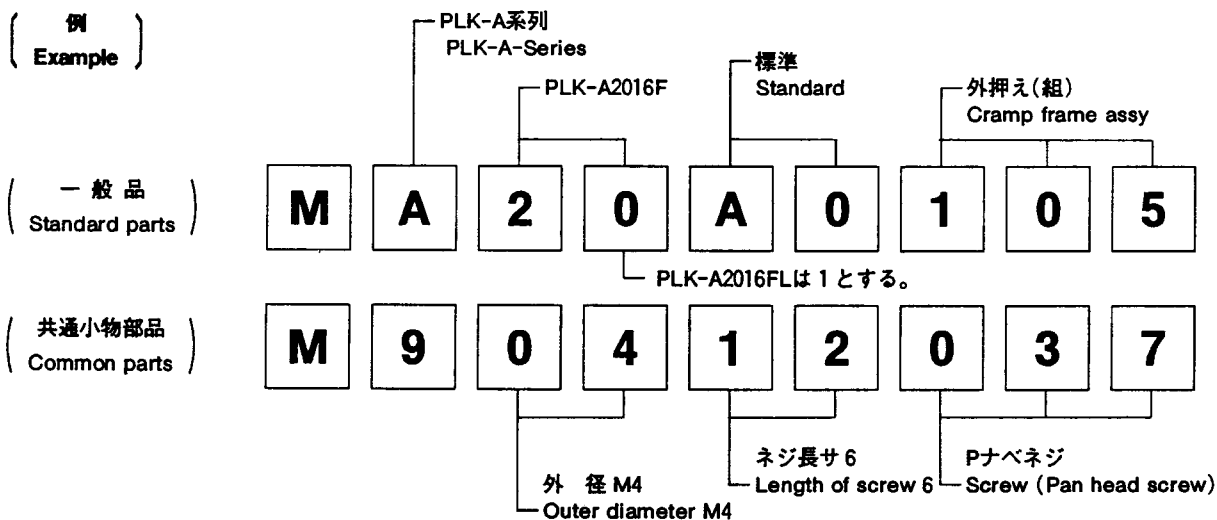 例
Example
PLK-A系列
PLK-A-Series
PLK-A2016F
標準
Standard
外押え(組)
Cramp frame assy
一般品
Standard parts
M A 2 0 A 0 1 0 5
PLK-A2016FLは1とする。
共通小物部品
Common parts
M 9 0 4 1 2 0 3 7
外 径 M4
Outer diameter M4
ネジ長サ 6
Length of screw 6
Pナベネジ
Screw (Pan head screw)